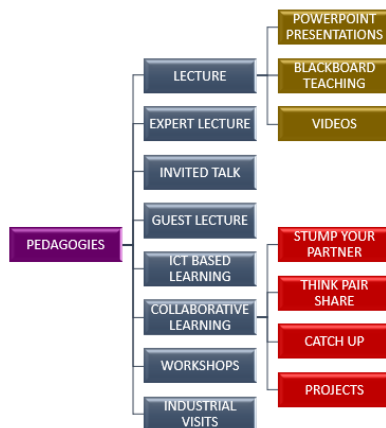 POWERPOINT
PRESENTATIONS
LECTURE
BLACKBOARD
TEACHING
EXPERT LECTURE
VIDEOS
INVITED TALK
GUEST LECTURE
PEDAGOGIES
STUMP YOUR
PARTNER
ICT BASED
LEARNING
THINK PAIR
SHARE
COLLABORATIVE
LEARNING
CATCH UP
WORKSHOPS
PROJECTS
INDUSTRIAL
VISITS